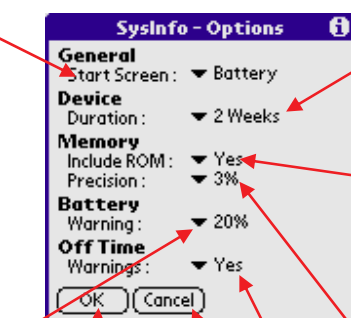 SysInfo - Options i
General
Start Screen : Battery
Device
Duration : 2 Weeks
Memory
Include ROM : Yes
Precision : 3%
Battery
Warning : 20%
Off Time
Warnings : Yes
OK Cancel